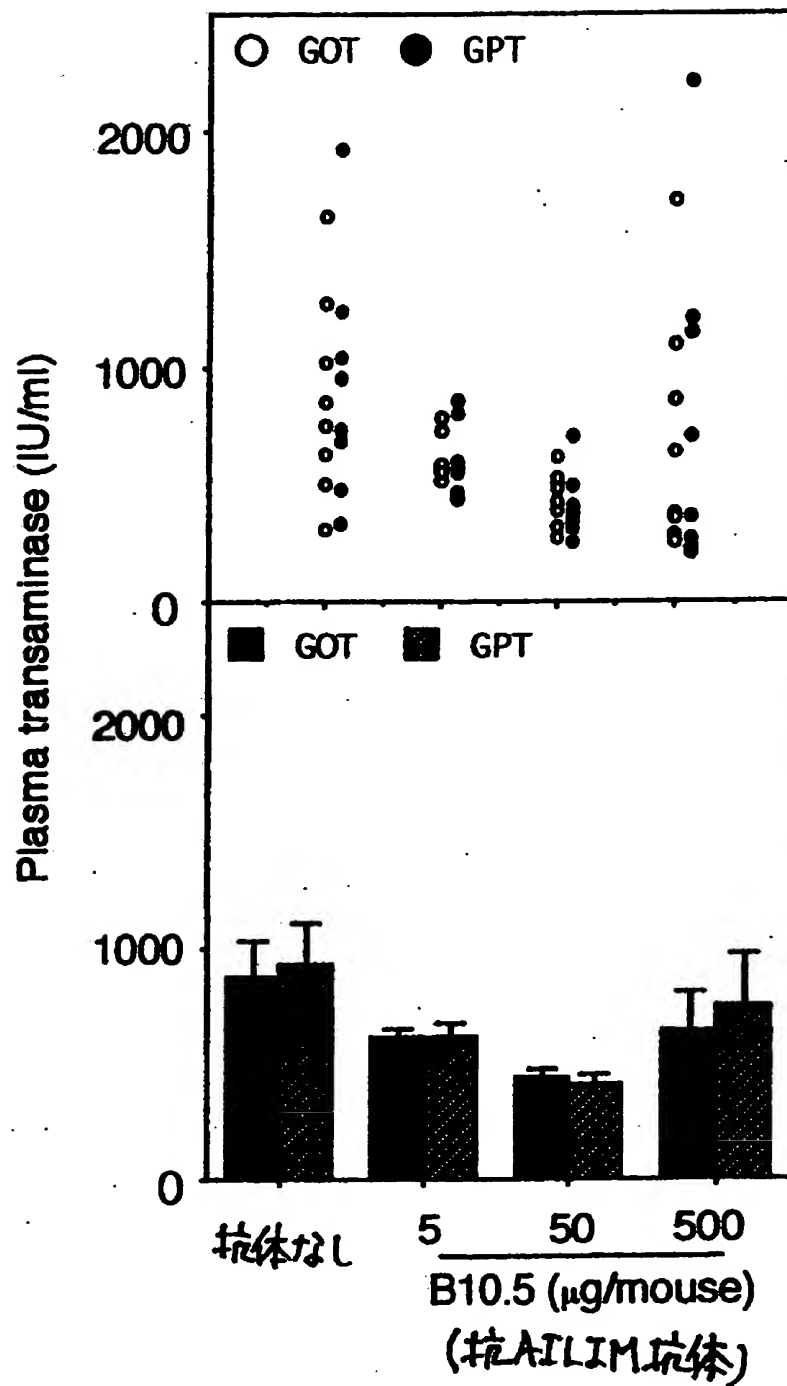 ○ GOT ● GPT
2000
1000
0
GOT GPT
2000
1000
0
Plasma transaminase (IU/ml)
抗体なし 5 50 500
B10.5 (μg/mouse)
(抗AILIM抗体)